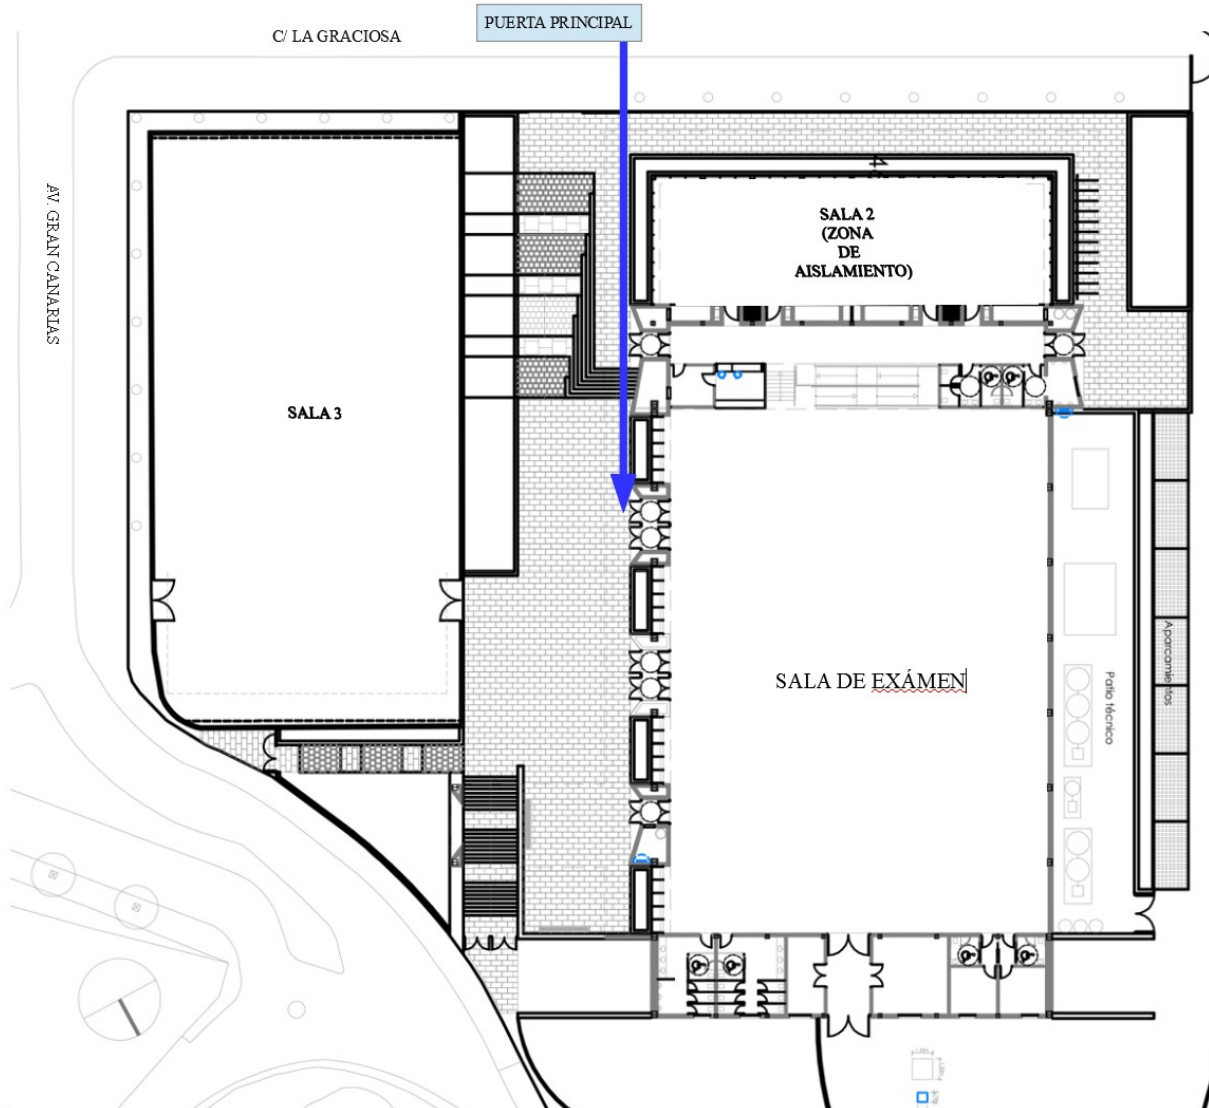 PUERTA PRINCIPAL
C/ LA GRACIOSA
AV. GRAN CANARIAS
4
SALA 2
(ZONA
DE
AISLAMIENTO)
SALA 3
SALA DE EXÁMEN
Aparcamientos
Patio técnico